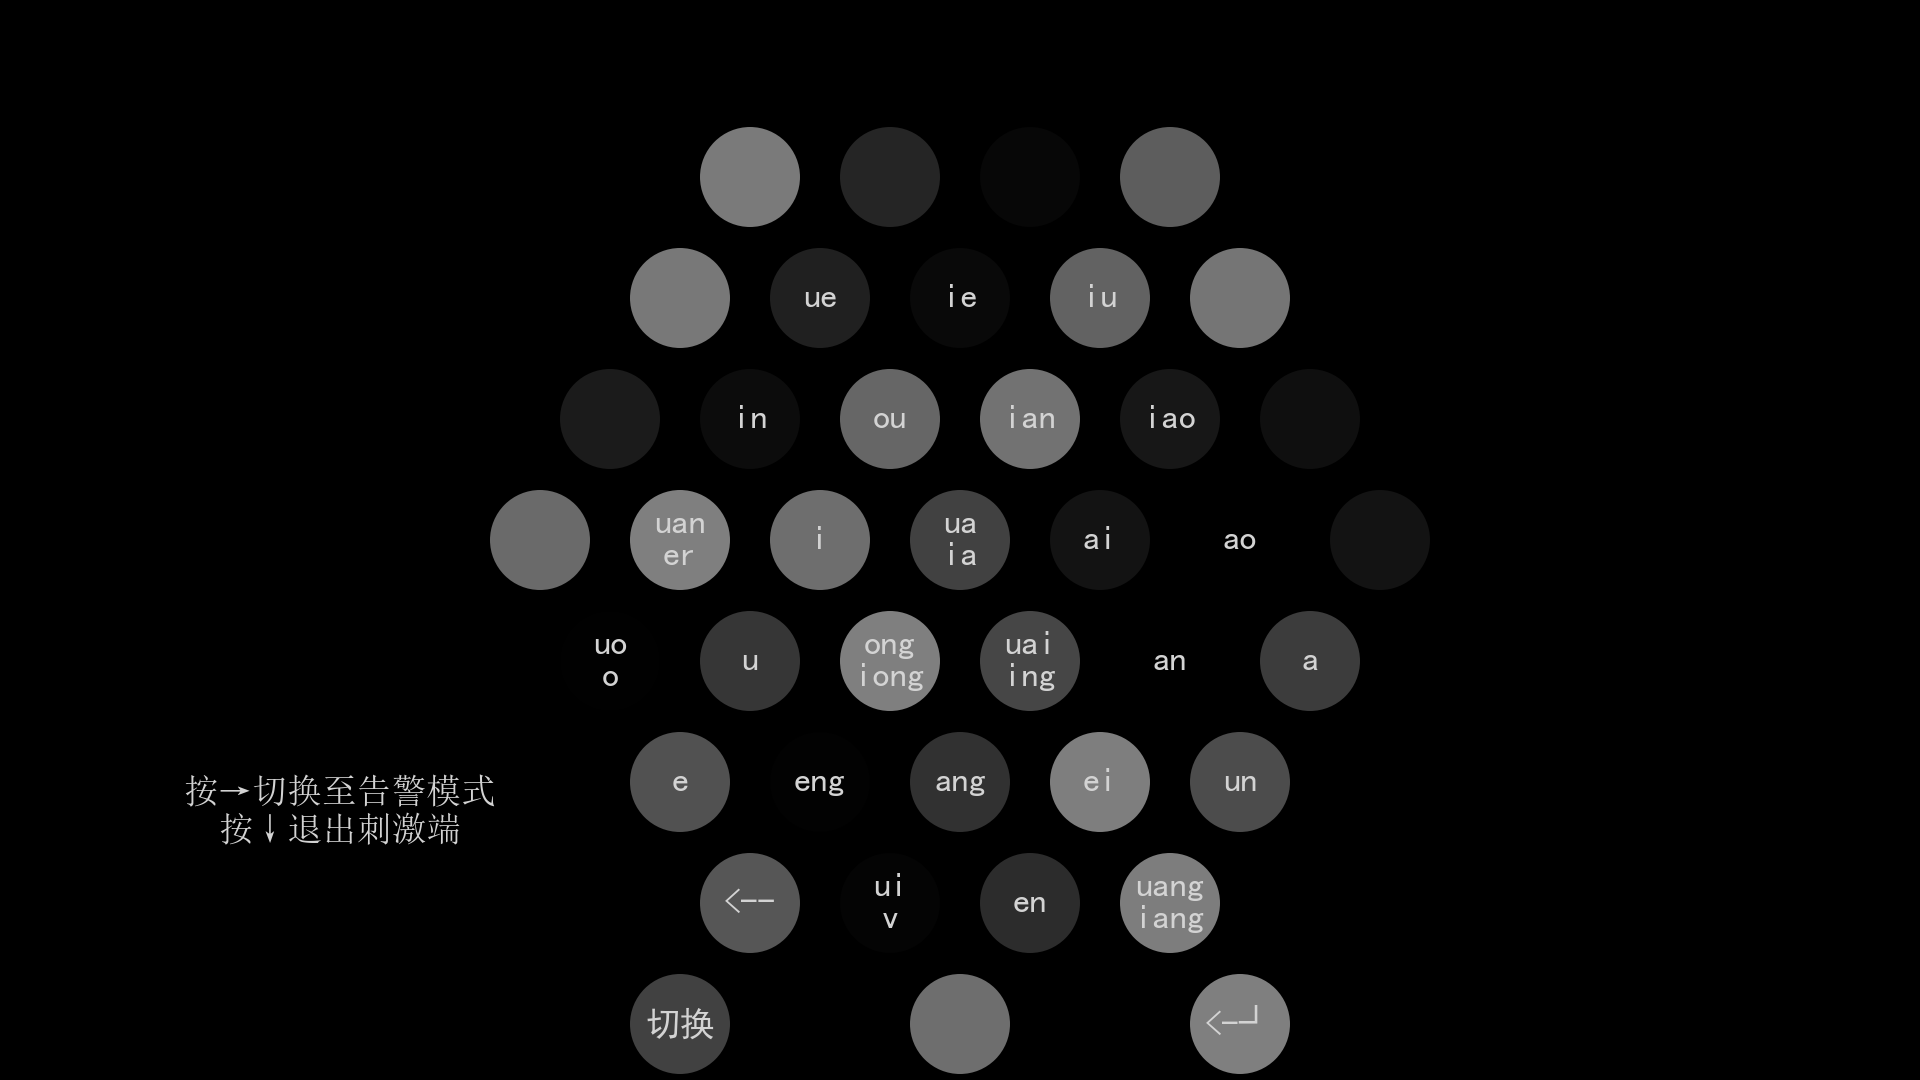 ue
ie
iu
in
ou
ian
iao
uan
er
i
ua
ia
ai
ao
uo
o
u
ong
iong
uai
ing
an
a
e
eng
ang
ei
un
按→切换至告警模式
按↓退出刺激端
<--
ui
v
en
uang
iang
切换
<-┘